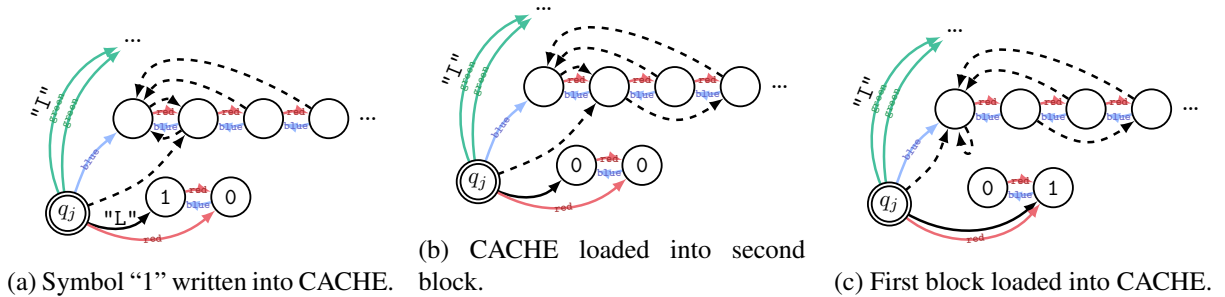 ...
"I"
green
green
red
red
red
blue
blue
blue
...
blue
1
red
blue
0
qj
"L"
red
(a) Symbol “1” written into CACHE.
...
"I"
green
green
red
red
red
blue
blue
blue
...
blue
0
red
blue
0
qj
red
(b) CACHE loaded into second
block.
...
"I"
green
green
red
red
red
blue
blue
blue
...
blue
0
red
blue
1
qj
red
(c) First block loaded into CACHE.